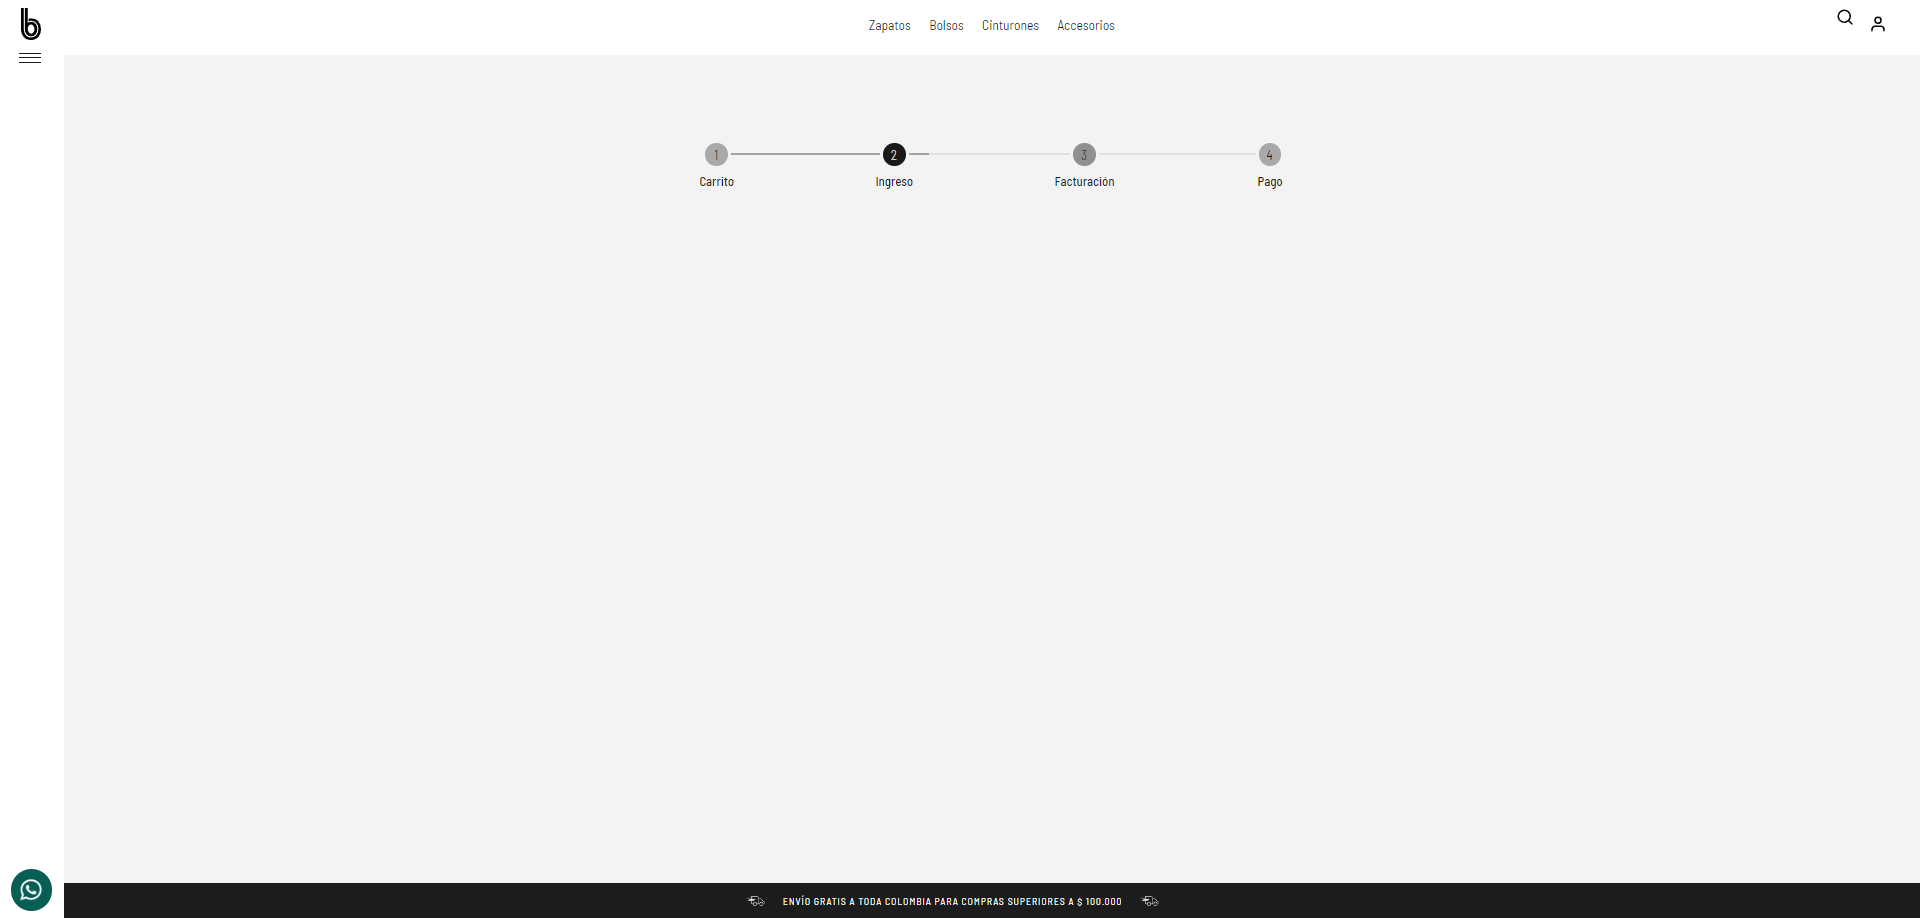 b
Zapatos Bolsos Cinturones Accesorios
1 2 3 4
Carrito Ingreso Facturación Pago
ENVÍO GRATIS A TODA COLOMBIA PARA COMPRAS SUPERIORES A $ 100.000